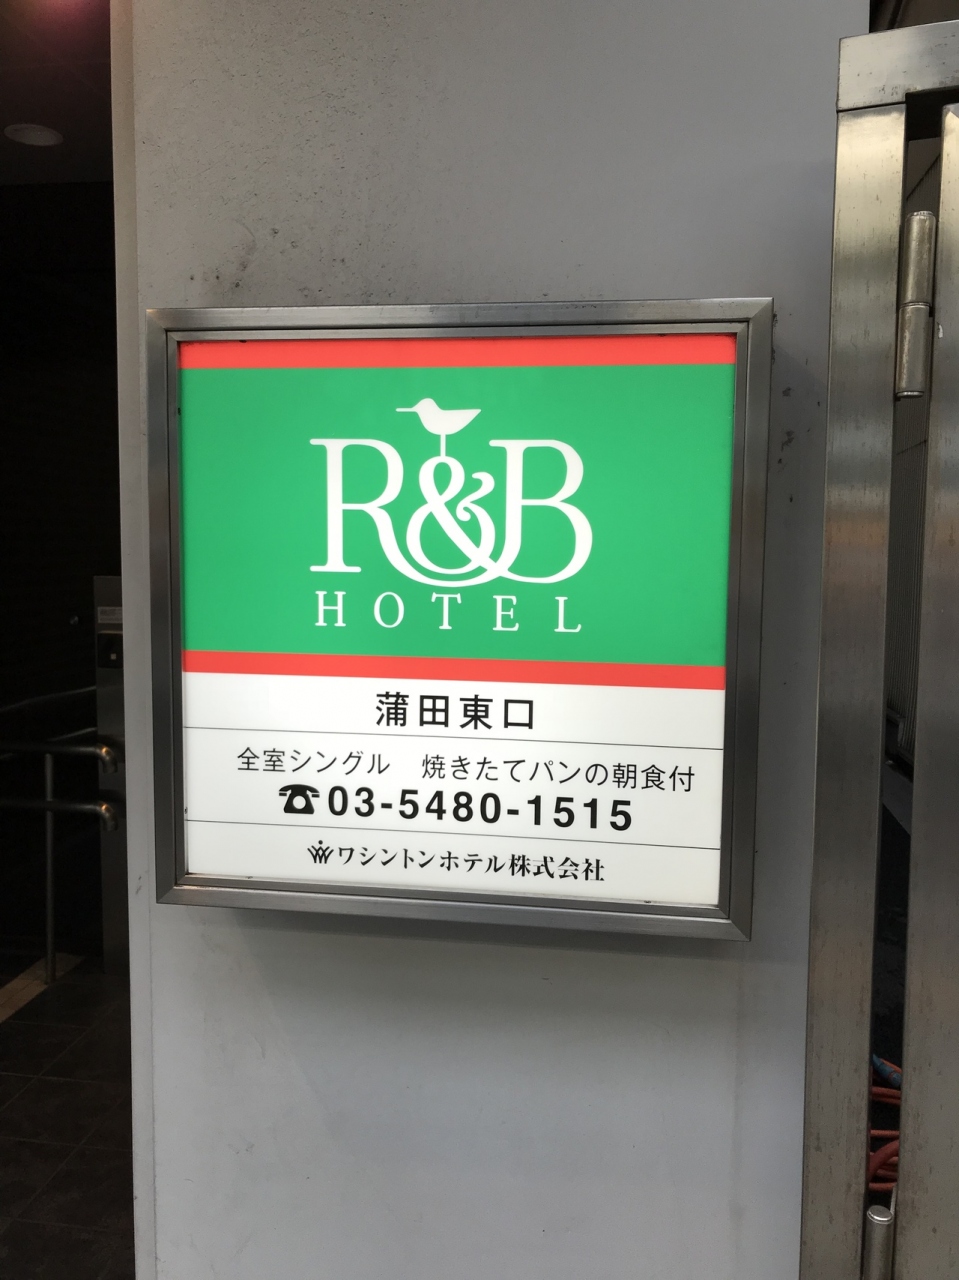 R&B
HOTEL
蒲田東口
全室シングル　焼きたてパンの朝食付
☎03-5480-1515
ワシントンホテル株式会社